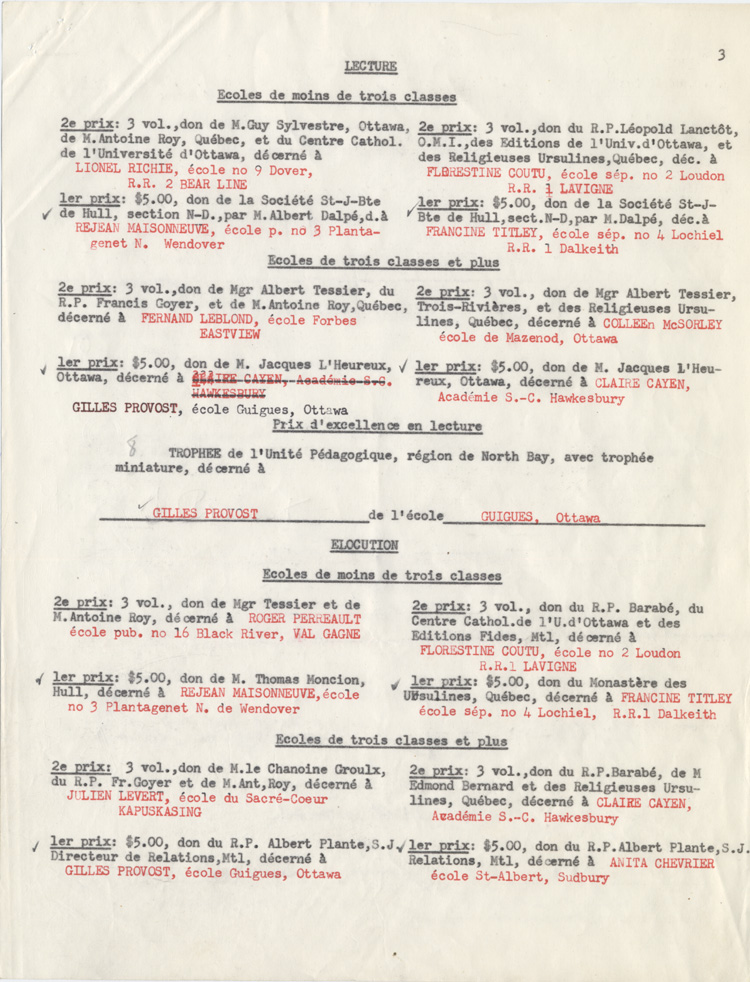 3
LECTURE
Ecoles de moins de trois classes
2e prix: 3 vol.,don de M.Guy Sylvestre, Ottawa,
de M.Antoine Roy, Québec, et du Centre Cathol.
de l'Université d'Ottawa, décerné à
LIONEL RICHIE, école no 9 Dover,
R.R. 2 BEAR LINE
1er prix: $5.00, don de la Société St-J-Bte
de Hull, section N-D.,par M.Albert Dalpé,d.à
REJEAN MAISONNEUVE, école p. no 3 Planta-
genet N. Wendover
2e prix: 3 vol., don du R.P.Léopold Lanctôt,
O.M.I.,des Editions de l'Univ.d'Ottawa, et
des Religieuses Ursulines,Québec, déc. à
FLORESTINE COUTU, école sép. no 2 Loudon
R.R. 1 LAVIGNE
1er prix: $5.00, don de la Société St-J-
Bte de Hull,sect.N-D,par M.Dalpé, déc.à
FRANCINE TITLEY, école sép. no 4 Lochiel
R.R. 1 Dalkeith
Ecoles de trois classes et plus
2e prix: 3 vol.,don de Mgr Albert Tessier, du
R.P. Francis Goyer, et de M.Antoine Roy,Québec,
décerné à FERNAND LEBLOND, école Forbes
EASTVIEW
1er prix: $5.00, don de M. Jacques L'Heureux,
Ottawa, décerné à CLAIRE CAYEN, Académie S.C.
HAWKESBURY
GILLES PROVOST, école Guigues, Ottawa
2e prix: 3 vol., don de Mgr Albert Tessier,
Trois-Rivières, et des Religieuses Ursu-
lines, Québec, décerné à COLLEEn McSORLEY
école de Mazenod, Ottawa
1er prix: $5.00, don de M. Jacques l'Heu-
reux, Ottawa, décerné à CLAIRE CAYEN,
Académie S.-C. Hawkesbury
Prix d'excellence en lecture
8 TROPHEE de l'Unité Pédagogique, région de North Bay, avec trophée
miniature, décerné à
GILLES PROVOST de l'école GUIGUES, Ottawa
ELOCUTION
Ecoles de moins de trois classes
2e prix: 3 vol., don de Mgr Tessier et de
M.Antoine Roy, décerné à ROGER PERREAULT
école pub. no 16 Black River, VAL GAGNE
1er prix: $5.00, don de M. Thomas Moncion,
Hull, décerné à REJEAN MAISONNEUVE,école
no 3 Plantagenet N. de Wendover
2e prix: 3 vol., don du R.P. Barabé, du
Centre Cathol.de l'U.d'Ottawa et des
Editions Fides, Mtl, décerné à
FLORESTINE COUTU, école no 2 Loudon
R.R.1 LAVIGNE
1er prix: $5.00, don du Monastère des
Ursulines, Québec, décerné à FRANCINE TITLEY
école sép. no 4 Lochiel, R.R.1 Dalkeith
Ecoles de trois classes et plus
2e prix: 3 vol.,don de M.le Chanoine Groulx,
du R.P. Fr.Goyer et de M.Ant,Roy, décerné à
JULIEN LEVERT, école du Sacré-Coeur
KAPUSKASING
1er prix: $5.00, don du R.P. Albert Plante,S.J.
Directeur de Relations,Mtl, décerné à
GILLES PROVOST, école Guigues, Ottawa
2e prix: 3 vol.,don du R.P.Barabé, de M
Edmond Bernard et des Religieuses Ursu-
lines, Québec, décerné à CLAIRE CAYEN,
Académie S.-C. Hawkesbury
1er prix: $5.00, don du R.P.Albert Plante,S.J.
Relations, Mtl, décerné à ANITA CHEVRIER
école St-Albert, Sudbury